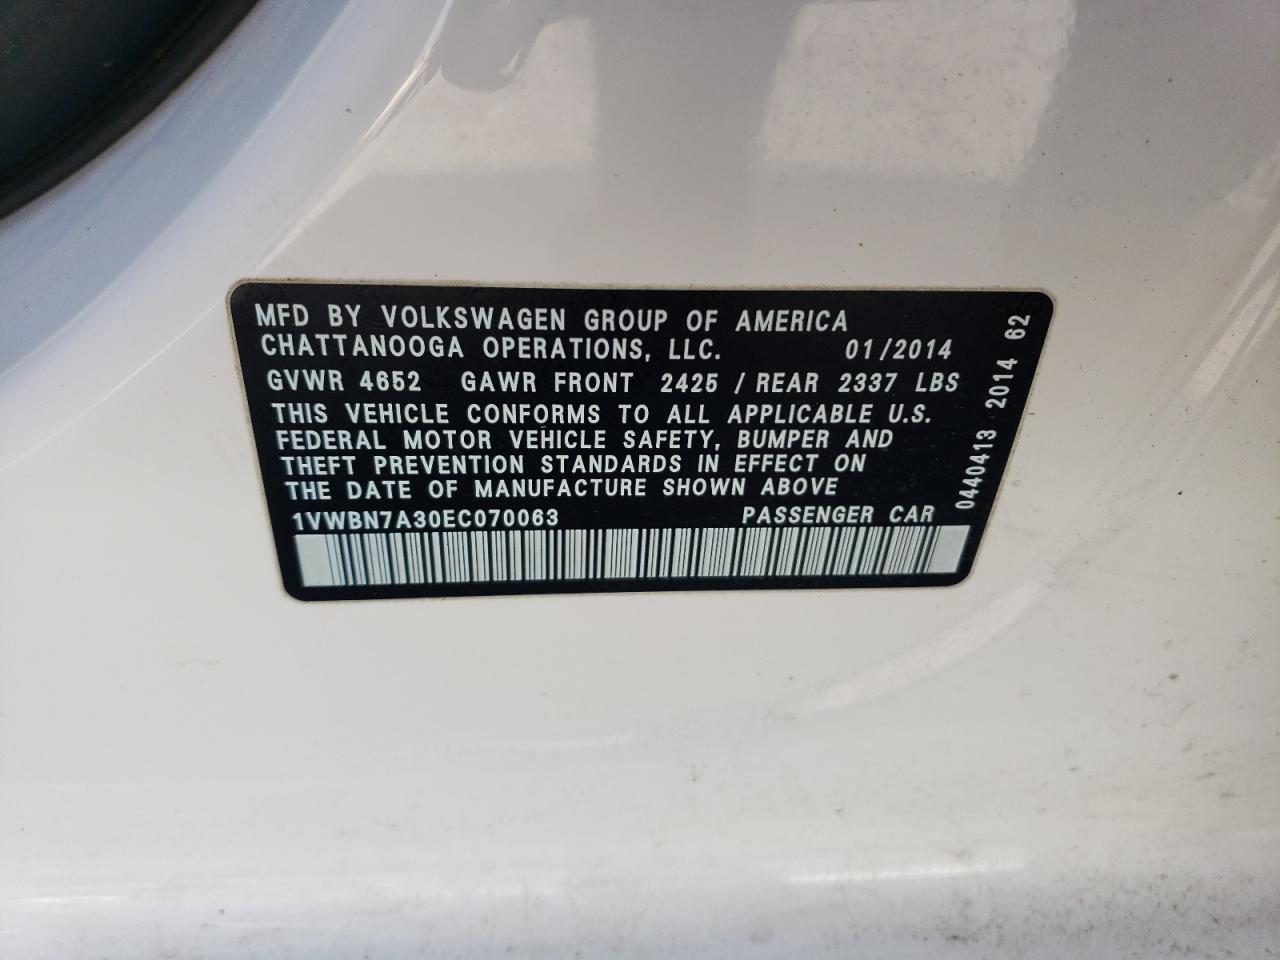 MFD BY VOLKSWAGEN GROUP OF AMERICA
CHATTANOOGA OPERATIONS, LLC. 01/2014
GVWR 4652 GAWR FRONT 2425 / REAR 2337 LBS
THIS VEHICLE CONFORMS TO ALL APPLICABLE U.S.
FEDERAL MOTOR VEHICLE SAFETY, BUMPER AND
THEFT PREVENTION STANDARDS IN EFFECT ON
THE DATE OF MANUFACTURE SHOWN ABOVE
1VWBN7A30EC070063 PASSENGER CAR
0440413 2014 62